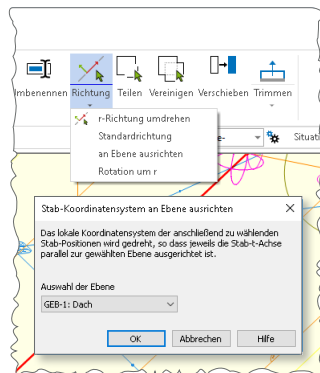 Umbenennen Richtung Teilen Vereinigen Verschieben Trimmen
r-Richtung umdrehen
Standardrichtung
an Ebene ausrichten
Rotation um r
Stab-Koordinatensystem an Ebene ausrichten
Das lokale Koordinatensystem der anschließend zu wählenden
Stab-Positionen wird gedreht, so dass jeweils die Stab-t-Achse
parallel zur gewählten Ebene ausgerichtet ist.
Auswahl der Ebene
GEB-1: Dach
OK Abbrechen Hilfe